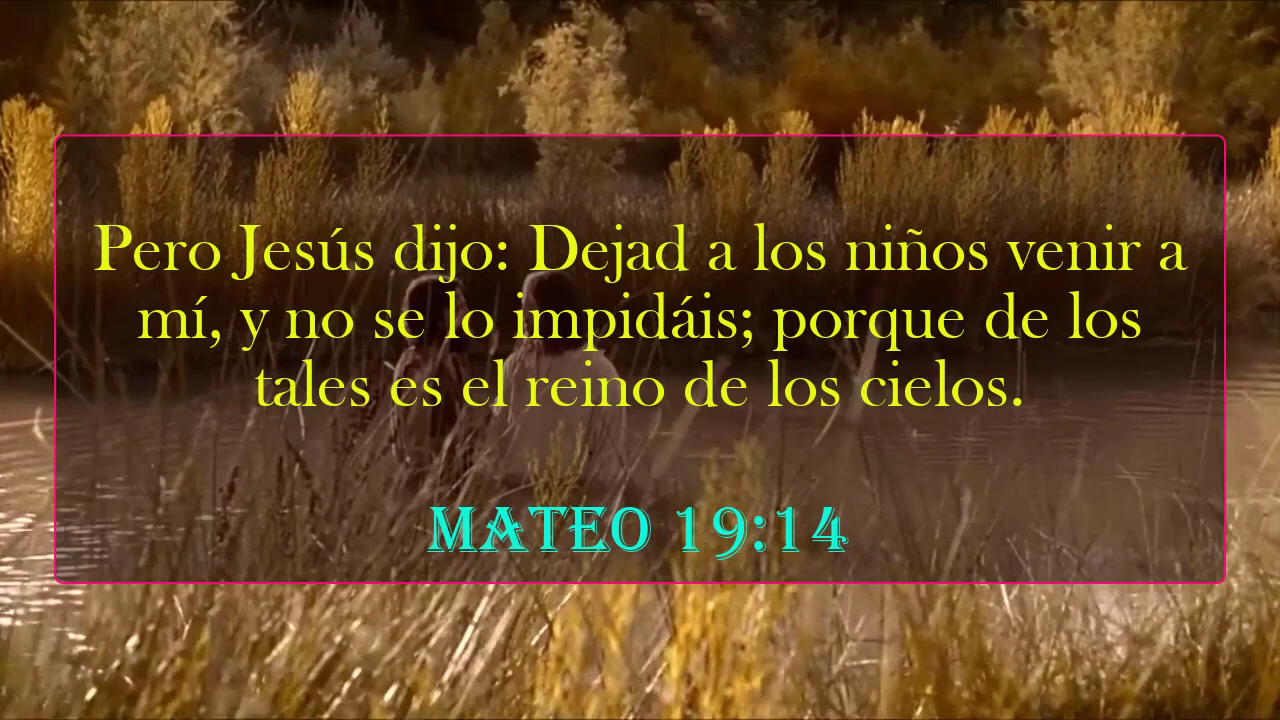 Pero Jesús dijo: Dejad a los niños venir a
mí, y no se lo impidáis; porque de los
tales es el reino de los cielos.
MATEO 19:14